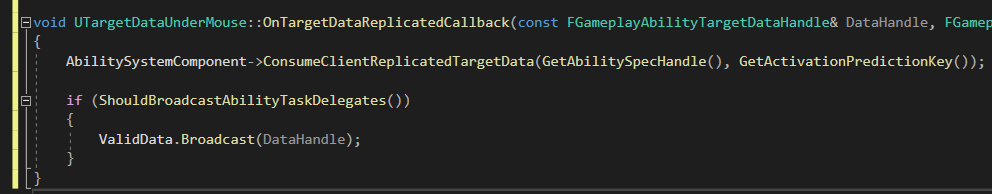 void UTargetDataUnderMouse::OnTargetDataReplicatedCallback(const FGameplayAbilityTargetDataHandle& DataHandle, FGamep
{
AbilitySystemComponent->ConsumeClientReplicatedTargetData(GetAbilitySpecHandle(), GetActivationPredictionKey());
if (ShouldBroadcastAbilityTaskDelegates())
{
ValidData.Broadcast(DataHandle);
}
}